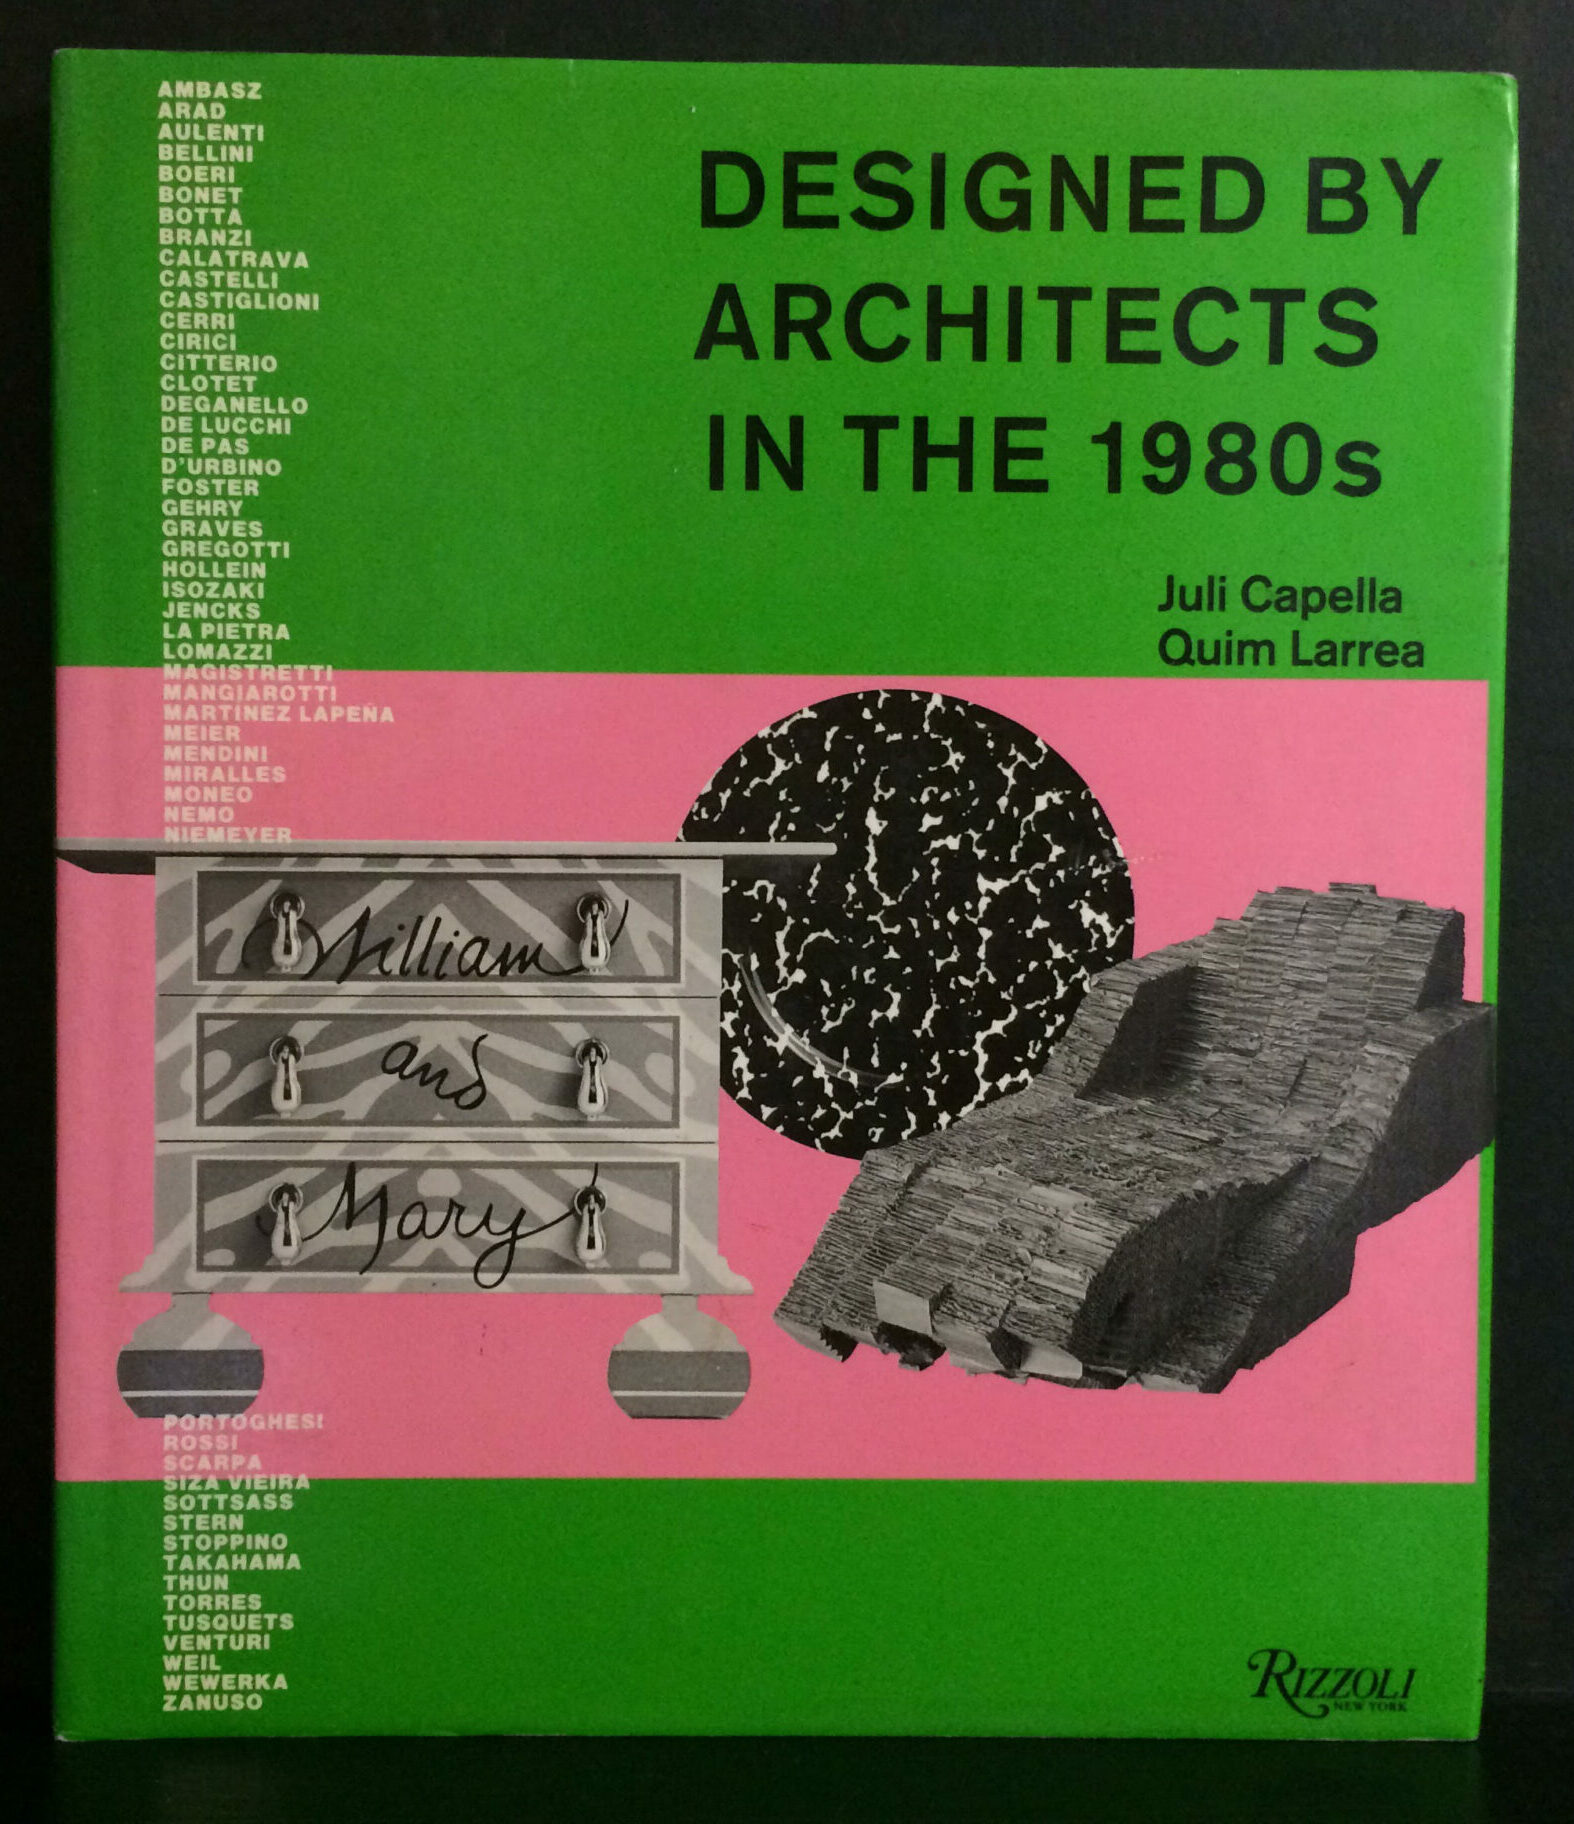 AMBASZ
ARAD
AULENTI
BELLINI
BOERI
BONET
BOTTA
BRANZI
CALATRAVA
CASTELLI
CASTIGLIONI
CERRI
CIRICI
CITTERIO
CLOTET
DEGANELLO
DE LUCCHI
DE PAS
D'URBINO
FOSTER
GEHRY
GRAVES
GREGOTTI
HOLLEIN
ISOZAKI
JENCKS
LA PIETRA
LOMAZZI
MAGISTRETTI
MANGIAROTTI
MARTÍNEZ LAPEÑA
MEIER
MENDINI
MIRALLES
MONEO
NEMO
NIEMEYER
PORTOGHESI
ROSSI
SCARPA
SIZA VIEIRA
SOTTSASS
STERN
STOPPINO
TAKAHAMA
THUN
TORRES
TUSQUETS
VENTURI
WEIL
WEWERKA
ZANUSO
DESIGNED BY
ARCHITECTS
IN THE 1980s
Juli Capella
Quim Larrea
William
and
Mary
RIZZOLI
NEW YORK